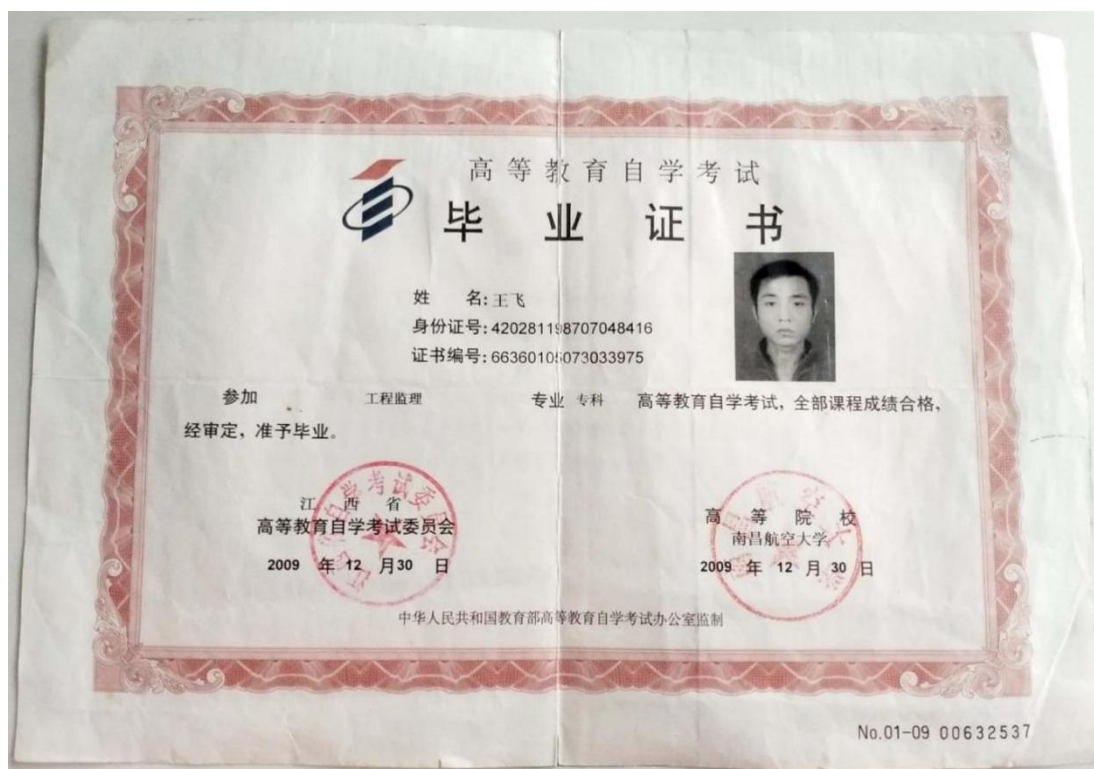 高等教育自学考试
毕业证书
姓 名:王飞
身份证号:420281198707048416
证书编号:66360105073033975
参加 工程监理 专业 专科 高等教育自学考试，全部课程成绩合格，
经审定，准予毕业。
江西省
高等教育自学考试委员会
2009 年 12 月 30 日
高等院校
南昌航空大学
2009 年 12 月 30 日
中华人民共和国教育部高等教育自学考试办公室监制
No.01-09 00632537